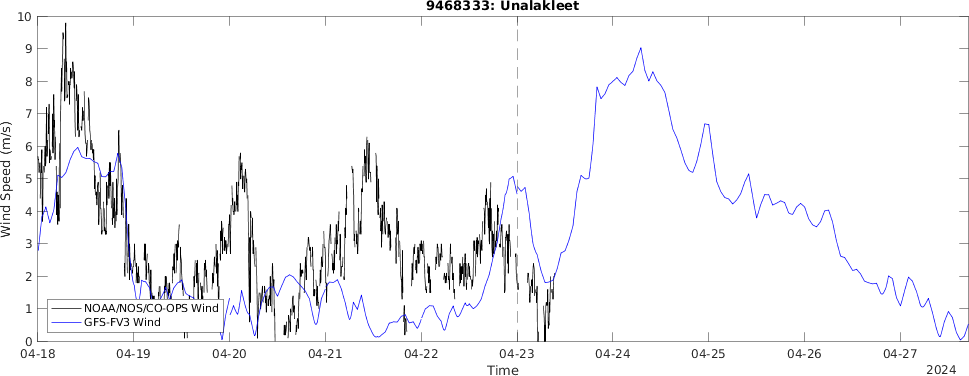 9468333: Unalakleet
Wind Speed (m/s)
10
9
8
7
6
5
4
3
2
1
0
NOAA/NOS/CO-OPS Wind
GFS-FV3 Wind
04-18 04-19 04-20 04-21 04-22 04-23 04-24 04-25 04-26 04-27
Time
2024